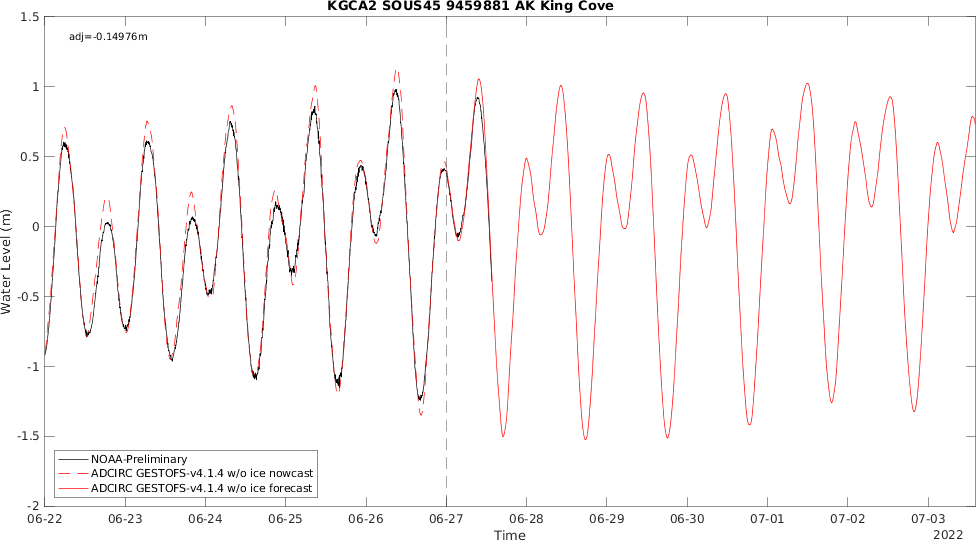 KGCA2 SOUS45 9459881 AK King Cove
adj=-0.14976m
Water Level (m)
1.5
1
0.5
0
-0.5
-1
-1.5
-2
NOAA-Preliminary
ADCIRC GESTOFS-v4.1.4 w/o ice nowcast
ADCIRC GESTOFS-v4.1.4 w/o ice forecast
06-22 06-23 06-24 06-25 06-26 06-27 06-28 06-29 06-30 07-01 07-02 07-03
Time
2022